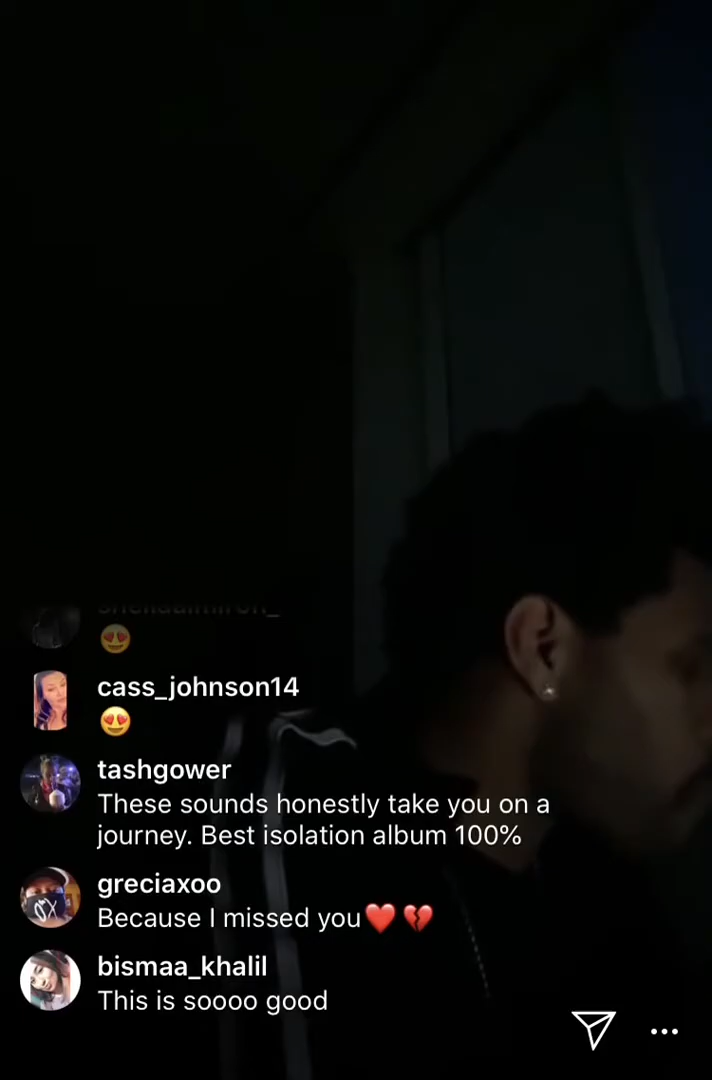 😍
cass_johnson14
😍
tashgower
These sounds honestly take you on a
journey. Best isolation album 100%
greciaxoo
Because I missed you❤️💔
bismaa_khalil
This is soooo good